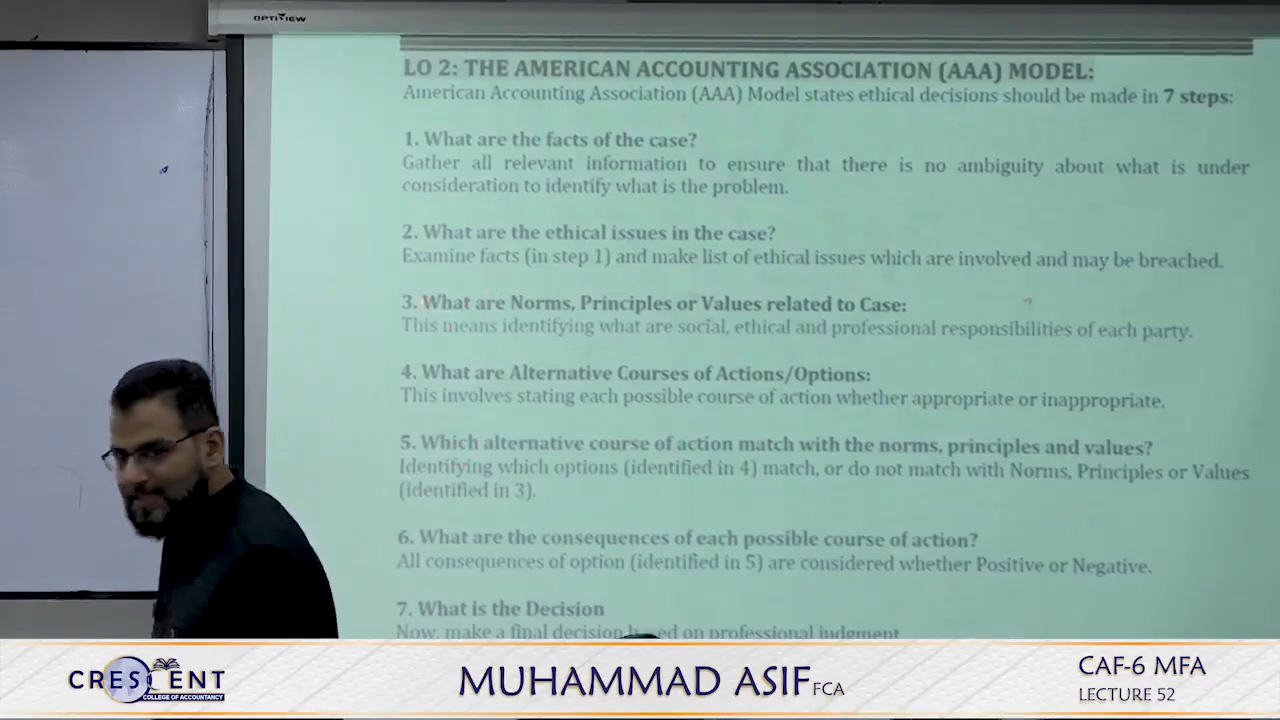 OPTIVIEW
LO 2: THE AMERICAN ACCOUNTING ASSOCIATION (AAA) MODEL:
American Accounting Association (AAA) Model states ethical decisions should be made in 7 steps:
1. What are the facts of the case?
Gather all relevant information to ensure that there is no ambiguity about what is under
consideration to identify what is the problem.
2. What are the ethical issues in the case?
Examine facts (in step 1) and make list of ethical issues which are involved and may be breached.
3. What are Norms, Principles or Values related to Case:
This means identifying what are social, ethical and professional responsibilities of each party.
4. What are Alternative Courses of Actions/Options:
This involves stating each possible course of action whether appropriate or inappropriate.
5. Which alternative course of action match with the norms, principles and values?
Identifying which options (identified in 4) match, or do not match with Norms, Principles or Values
(identified in 3).
6. What are the consequences of each possible course of action?
All consequences of option (identified in 5) are considered whether Positive or Negative.
7. What is the Decision
Now, make a final decision based on professional judgment
CRESCENT
COLLEGE OF ACCOUNTANCY
MUHAMMAD ASIF FCA
CAF-6 MFA
LECTURE 52